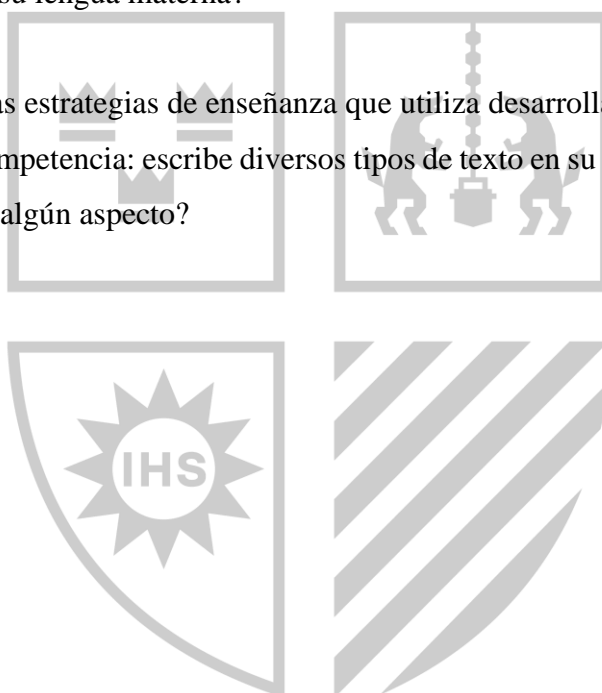 su lengua materna?
as estrategias de enseñanza que utiliza desarrolla
mpetencia: escribe diversos tipos de texto en su
algún aspecto?
IHS